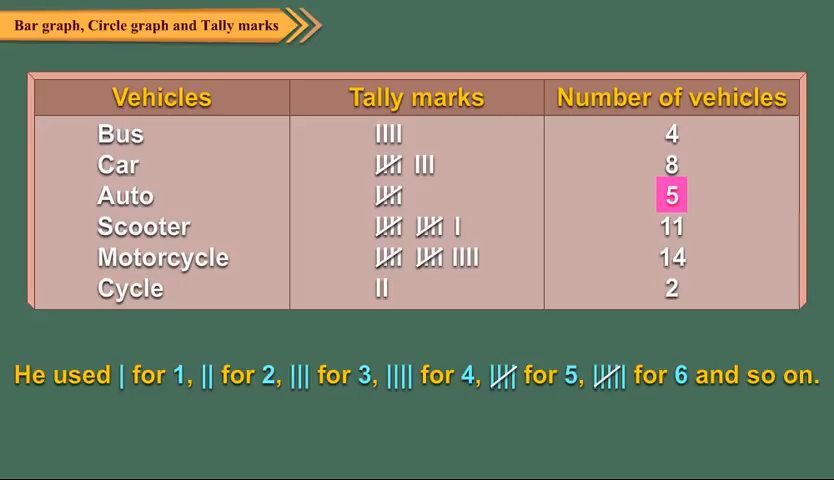 Bar graph, Circle graph and Tally marks
Vehicles Tally marks Number of vehicles
Bus |||| 4
Car 𝍸 ||| 8
Auto 𝍸 5
Scooter 𝍸 𝍸 | 11
Motorcycle 𝍸 𝍸 |||| 14
Cycle || 2
He used | for 1, || for 2, ||| for 3, |||| for 4, 𝍸 for 5, 𝍸| for 6 and so on.